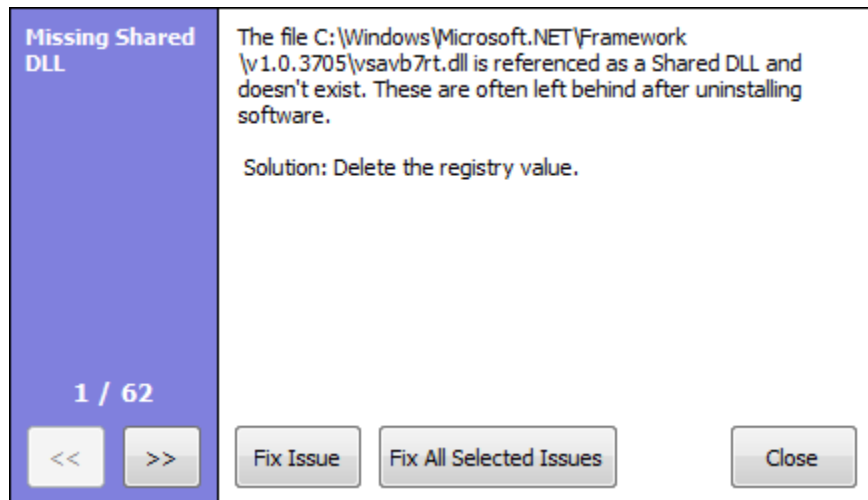 Missing Shared
DLL
The file C:\Windows\Microsoft.NET\Framework
\v1.0.3705\vsavb7rt.dll is referenced as a Shared DLL and
doesn't exist. These are often left behind after uninstalling
software.
Solution: Delete the registry value.
1 / 62
<< >> Fix Issue Fix All Selected Issues Close